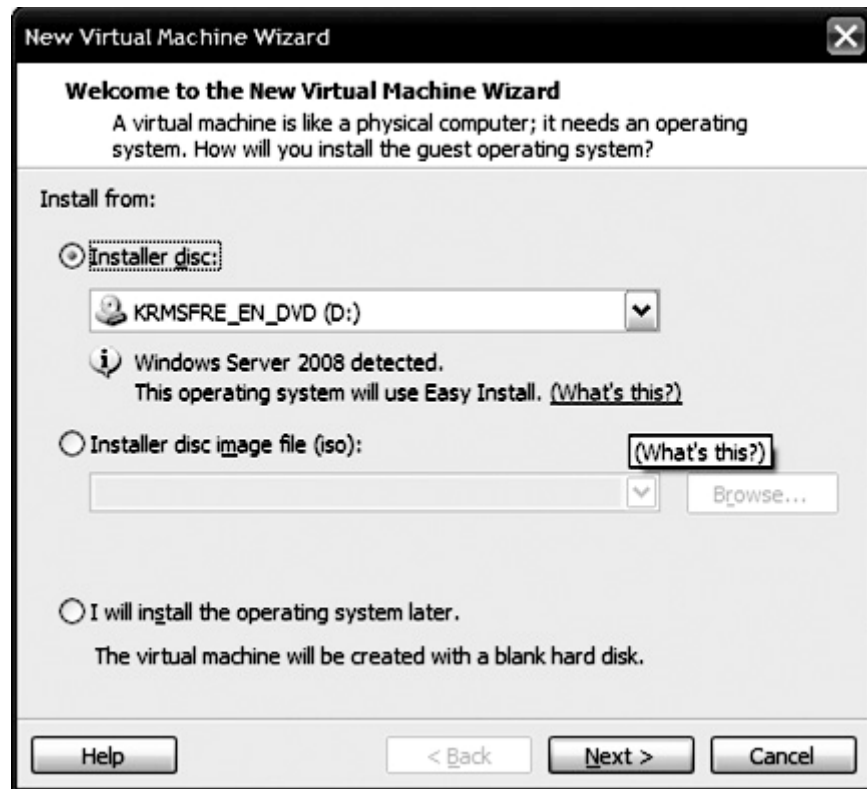 New Virtual Machine Wizard
Welcome to the New Virtual Machine Wizard
A virtual machine is like a physical computer; it needs an operating
system. How will you install the guest operating system?
Install from:
Installer disc:
KRMSFRE_EN_DVD (D:)
Windows Server 2008 detected.
This operating system will use Easy Install. (What's this?)
Installer disc image file (iso):
(What's this?)
Browse...
I will install the operating system later.
The virtual machine will be created with a blank hard disk.
Help < Back Next > Cancel